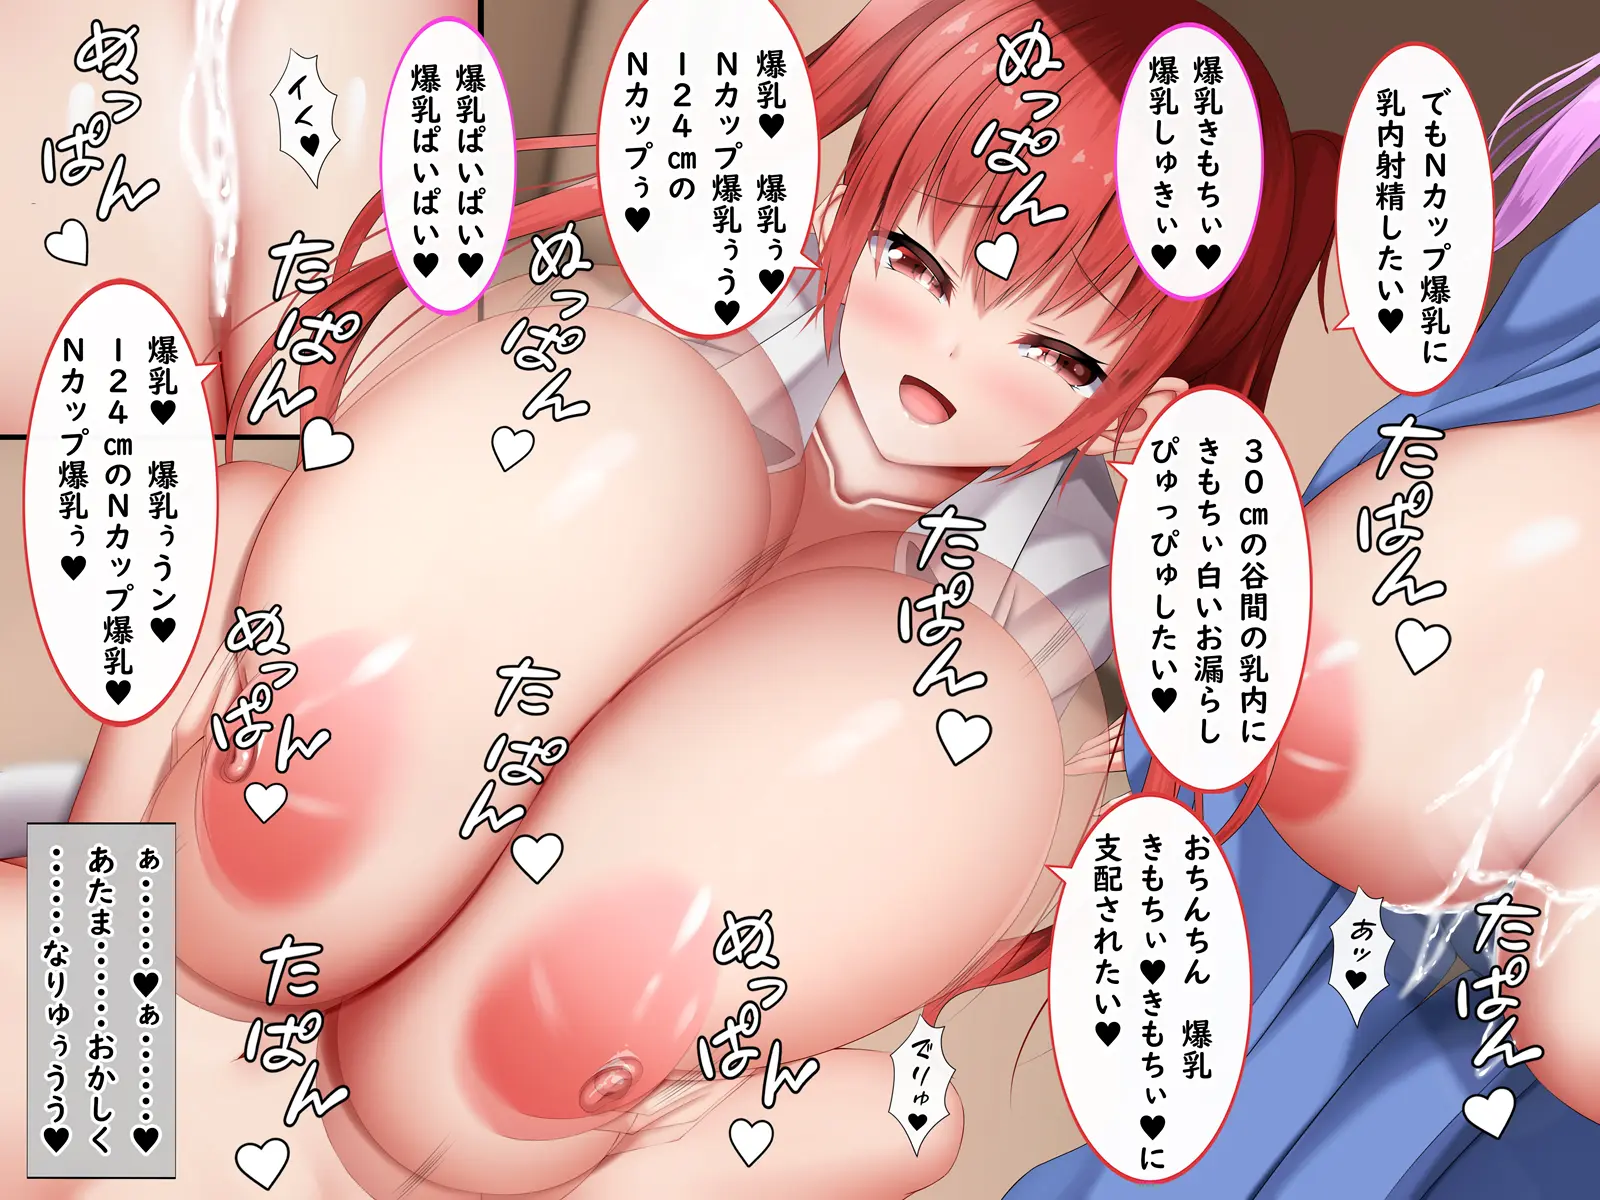 でもNカップ爆乳に
乳内射精したい♥
爆乳きもちぃ♥
爆乳しゅきぃ♥
爆乳♥ 爆乳ぅ♥
Nカップ爆乳ぅう♥
124㎝の
Nカップぅ♥
爆乳ぱいぱい♥
爆乳ぱいぱい♥
イく♥
30㎝の谷間の乳内に
きもちぃ白いお漏らし
ぴゅっぴゅしたい♥
爆乳♥ 爆乳ぅうン♥
124㎝のNカップ爆乳♥
Nカップ爆乳ぅ♥
おちんちん 爆乳
きもちぃ♥きもちぃ♥に
支配されたい♥
あッ♥
でりゅ♥
ぁ……♥ぁ……♥
あたま……おかしく
……なりゅぅうう♥
ぬっぱん♡
ぬっぱん♡
ぬっぱん♡
ぬっぱん♡
ぬっぱん♡
たぱん♡
たぱん♡
たぱん♡
たぱん♡
たぱん♡
たぱん♡